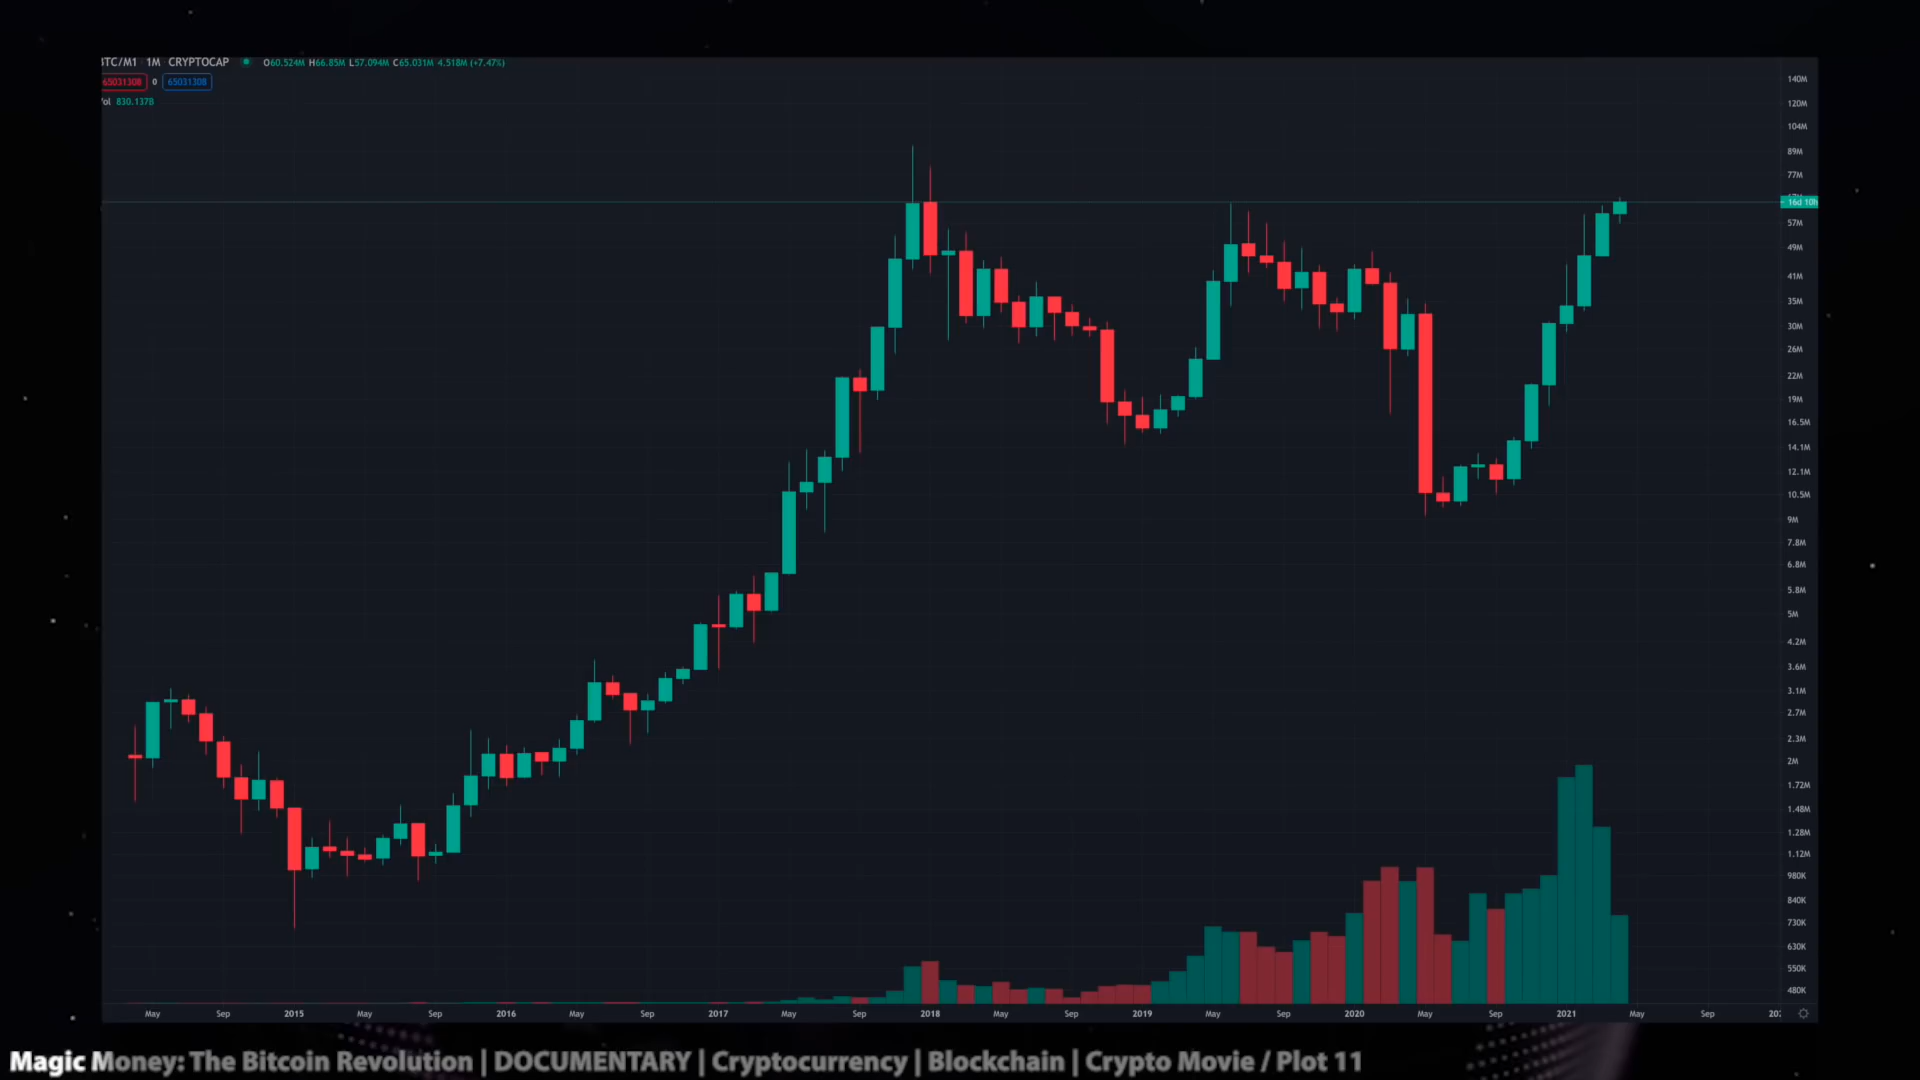 BTC/M1 1M CRYPTOCAP O60.524M H66.85M L57.094M C65.031M 4.518M (+7.47%)
65031308 0 65031308
Vol 830.137B
140M
120M
104M
89M
77M
16d 10h
57M
49M
41M
35M
30M
26M
22M
19M
16.5M
14.1M
12.1M
10.5M
9M
7.8M
6.8M
5.8M
5M
4.2M
3.6M
3.1M
2.7M
2.3M
2M
1.72M
1.48M
1.28M
1.12M
980K
840K
730K
630K
550K
480K
May Sep 2015 May Sep 2016 May Sep 2017 May Sep 2018 May Sep 2019 May Sep 2020 May Sep 2021 May Sep
Magic Money: The Bitcoin Revolution | DOCUMENTARY | Cryptocurrency | Blockchain | Crypto Movie / Plot 11